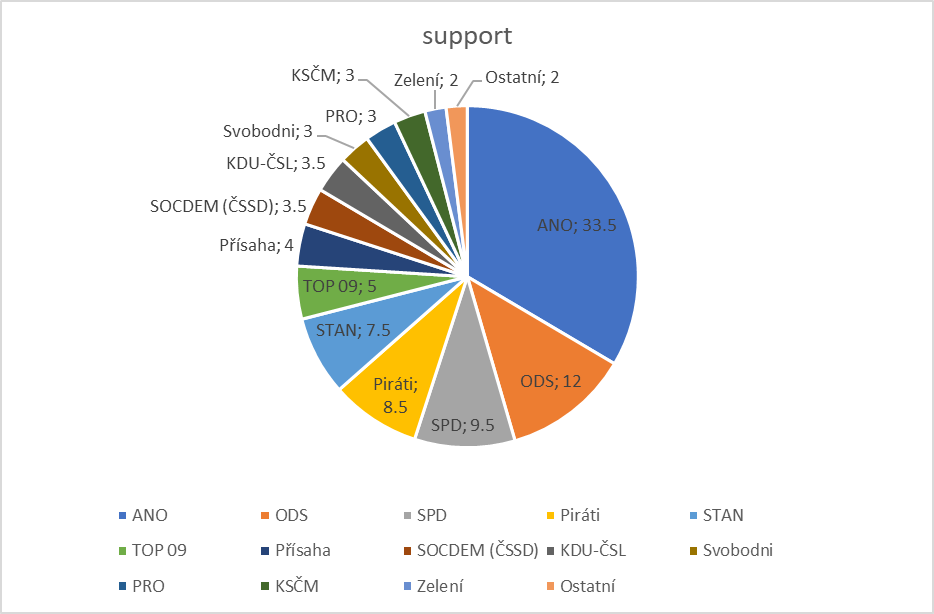 support
KSČM; 3
Zelení; 2
Ostatní; 2
PRO; 3
Svobodni; 3
KDU-ČSL; 3.5
SOCDEM (ČSSD); 3.5
Přísaha; 4
TOP 09; 5
STAN; 7.5
Piráti;
8.5
SPD; 9.5
ODS; 12
ANO; 33.5
ANO
ODS
SPD
Piráti
STAN
TOP 09
Přísaha
SOCDEM (ČSSD)
KDU-ČSL
Svobodni
PRO
KSČM
Zelení
Ostatní